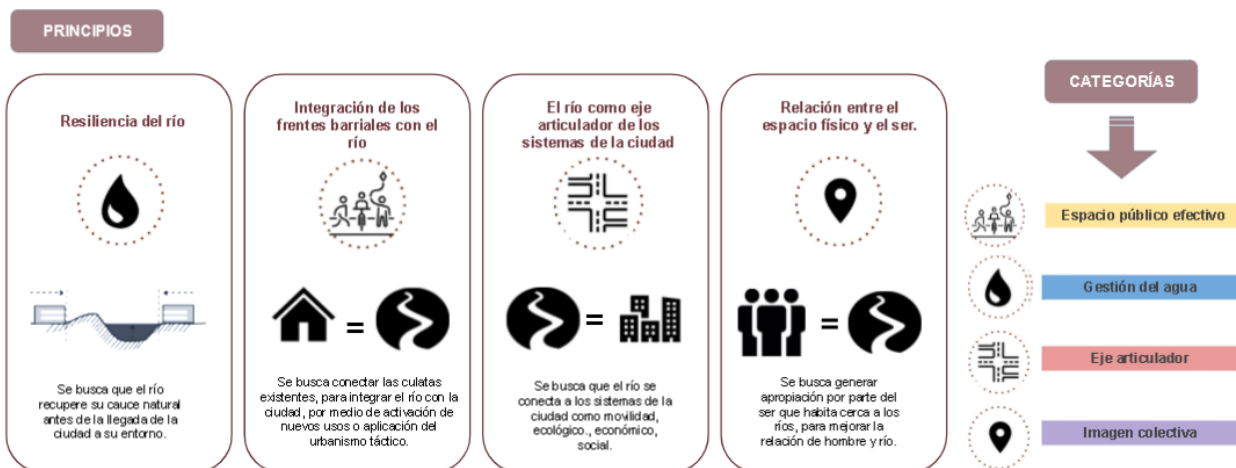 PRINCIPIOS
Resiliencia del río
Se busca que el río
recupere su cauce natural
antes de la llegada de la
ciudad a su entorno.
Integración de los
frentes barriales con el
río
=
Se busca conectar las culatas
existentes, para integrar el río con la
ciudad, por medio de activación de
nuevos usos o aplicación del
urbanismo táctico.
El río como eje
articulador de los
sistemas de la ciudad
=
Se busca que el río se
conecta a los sistemas de la
ciudad como movilidad,
ecológico., económico,
social.
Relación entre el
espacio físico y el ser.
=
Se busca generar
apropiación por parte del
ser que habita cerca a los
ríos, para mejorar la
relación de hombre y río.
CATEGORÍAS
Espacio público efectivo
Gestión del agua
Eje articulador
Imagen colectiva